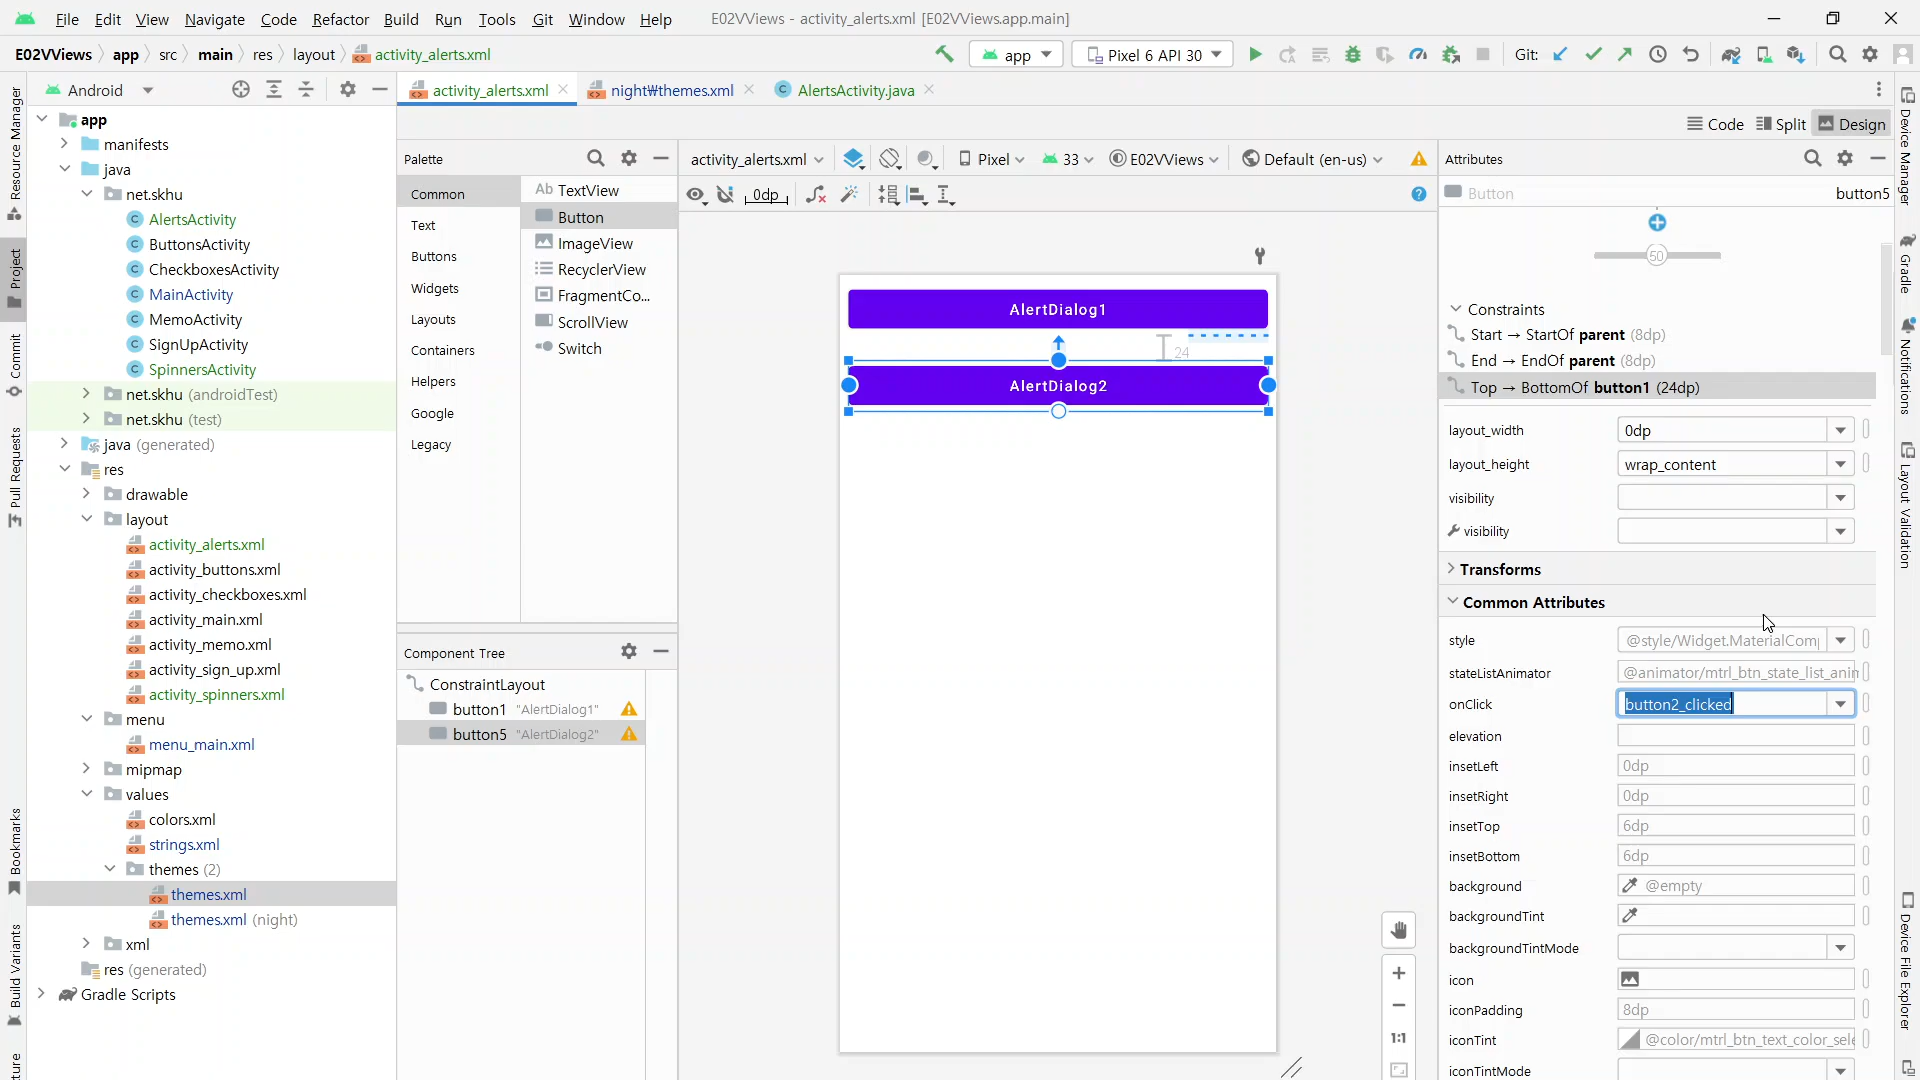 File Edit View Navigate Code Refactor Build Run Tools Git Window Help E02VViews - activity_alerts.xml [E02VViews.app.main]
E02VViews app src main res layout activity_alerts.xml app Pixel 6 API 30 Git:
Android
activity_alerts.xml night₩themes.xml AlertsActivity.java
Code Split Design
Resource Manager
Project
Commit
Pull Requests
Bookmarks
Build Variants
app
manifests
java
net.skhu
AlertsActivity
ButtonsActivity
CheckboxesActivity
MainActivity
MemoActivity
SignUpActivity
SpinnersActivity
net.skhu (androidTest)
net.skhu (test)
java (generated)
res
drawable
layout
activity_alerts.xml
activity_buttons.xml
activity_checkboxes.xml
activity_main.xml
activity_memo.xml
activity_sign_up.xml
activity_spinners.xml
menu
menu_main.xml
mipmap
values
colors.xml
strings.xml
themes (2)
themes.xml
themes.xml (night)
xml
res (generated)
Gradle Scripts
Palette
Common
Text
Buttons
Widgets
Layouts
Containers
Helpers
Google
Legacy
Ab TextView
Button
ImageView
RecyclerView
FragmentCo...
ScrollView
Switch
Component Tree
ConstraintLayout
button1 "AlertDialog1"
button5 "AlertDialog2"
activity_alerts.xml Pixel 33 E02VViews Default (en-us)
0dp
AlertDialog1
24
AlertDialog2
1:1
Attributes
Button button5
50
Constraints
Start → StartOf parent (8dp)
End → EndOf parent (8dp)
Top → BottomOf button1 (24dp)
layout_width 0dp
layout_height wrap_content
visibility
visibility
Transforms
Common Attributes
style @style/Widget.MaterialCom
stateListAnimator @animator/mtrl_btn_state_list_anim
onClick button2_clicked
elevation
insetLeft 0dp
insetRight 0dp
insetTop 6dp
insetBottom 6dp
background @empty
backgroundTint
backgroundTintMode
icon
iconPadding 8dp
iconTint @color/mtrl_btn_text_color_sele
iconTintMode
Device Manager
Gradle
Notifications
Layout Validation
Device File Explorer